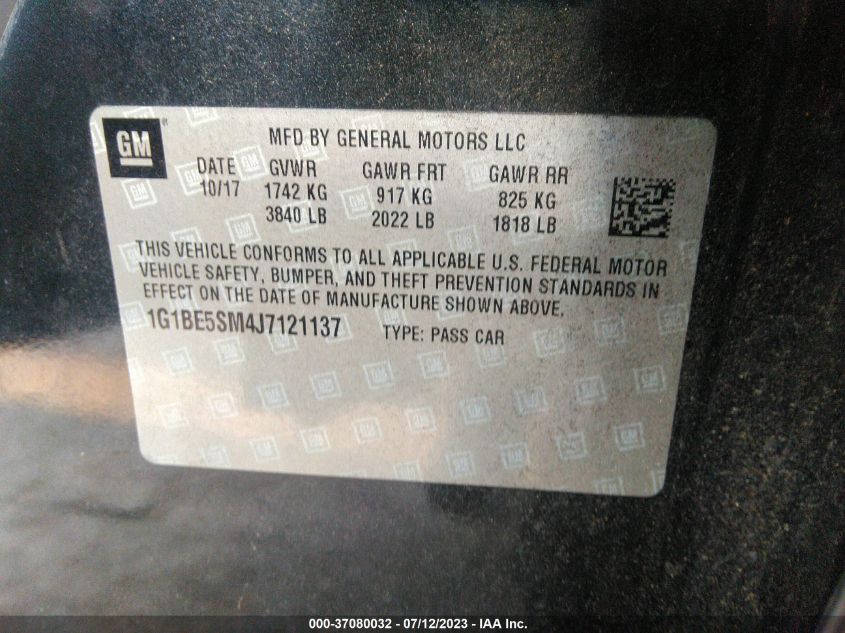 GM
MFD BY GENERAL MOTORS LLC
DATE GVWR GAWR FRT GAWR RR
10/17 1742 KG 917 KG 825 KG
3840 LB 2022 LB 1818 LB
THIS VEHICLE CONFORMS TO ALL APPLICABLE U.S. FEDERAL MOTOR
VEHICLE SAFETY, BUMPER, AND THEFT PREVENTION STANDARDS IN
EFFECT ON THE DATE OF MANUFACTURE SHOWN ABOVE.
1G1BE5SM4J7121137 TYPE: PASS CAR
000-37080032 - 07/12/2023 - IAA Inc.